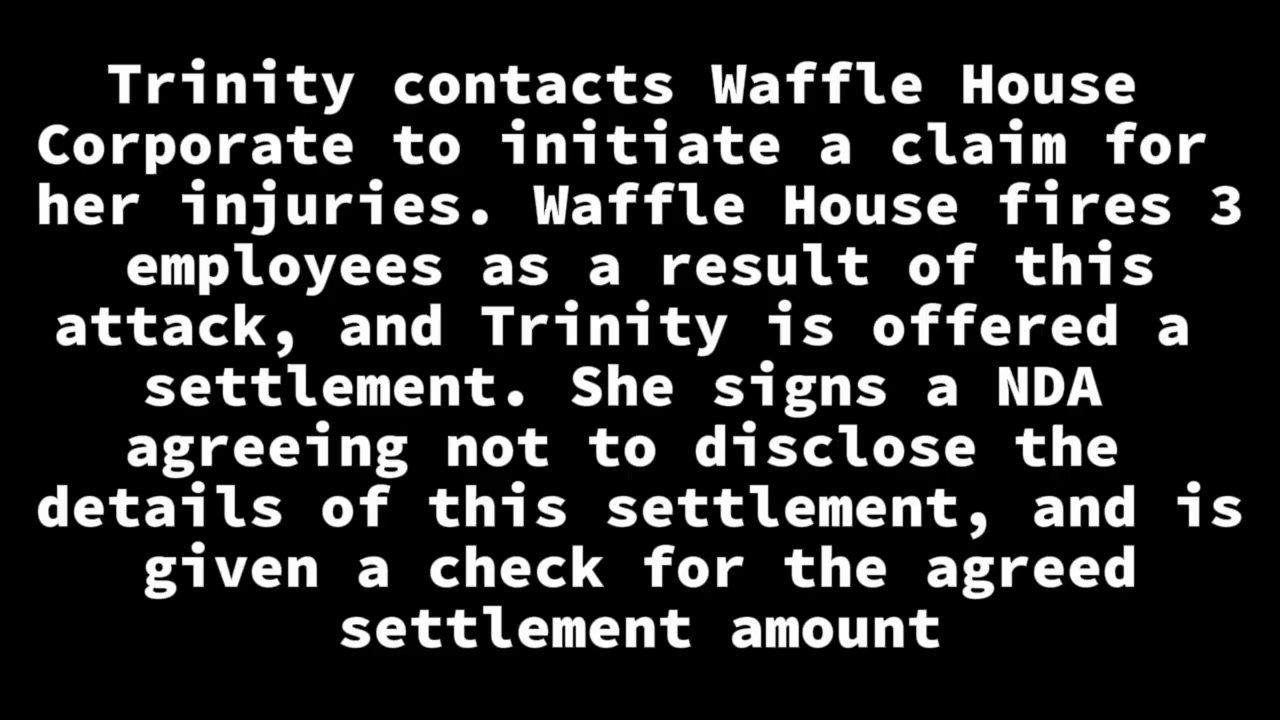 Trinity contacts Waffle House
Corporate to initiate a claim for
her injuries. Waffle House fires 3
employees as a result of this
attack, and Trinity is offered a
settlement. She signs a NDA
agreeing not to disclose the
details of this settlement, and is
given a check for the agreed
settlement amount